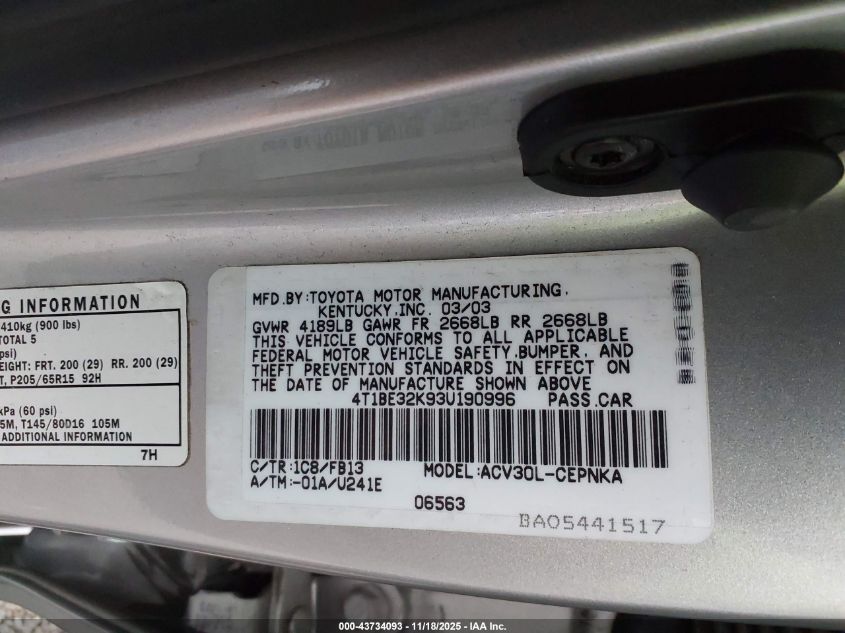 G INFORMATION
410kg (900 lbs)
TOTAL 5
psi)
WEIGHT: FRT. 200 (29) RR. 200 (29)
T, P205/65R15 92H
kPa (60 psi)
5M, T145/80D16 105M
ADDITIONAL INFORMATION
7H
MFD.BY:TOYOTA MOTOR MANUFACTURING,
KENTUCKY,INC. 03/03
GVWR 4189LB GAWR FR 2668LB RR 2668LB
THIS VEHICLE CONFORMS TO ALL APPLICABLE
FEDERAL MOTOR VEHICLE SAFETY,BUMPER, AND
THEFT PREVENTION STANDARDS IN EFFECT ON
THE DATE OF MANUFACTURE SHOWN ABOVE
4T1BE32K93U190996 PASS.CAR
C/TR:1C8/FB13 MODEL:ACV30L-CEPNKA
A/TM:-01A/U241E
06563
BA05441517
000-43734093 - 11/18/2025 - IAA Inc.